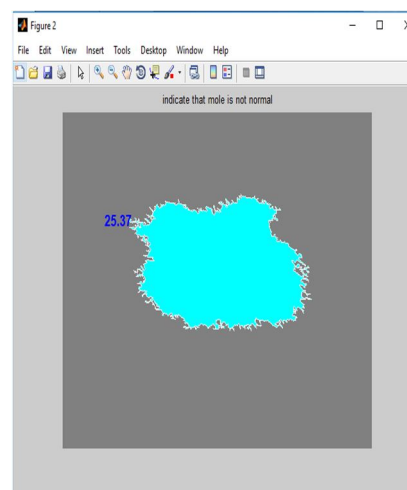 Figure 2
File Edit View Insert Tools Desktop Window Help
indicate that mole is not normal
25.37